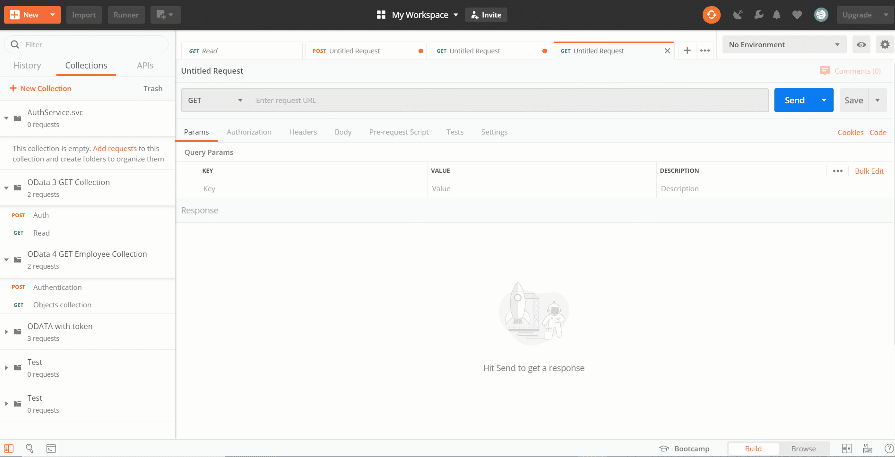 New Import Runner My Workspace Invite Upgrade
Filter
History Collections APIs
New Collection Trash
AuthService.svc
0 requests
This collection is empty. Add requests to this
collection and create folders to organize them
OData 3 GET Collection
2 requests
POST Auth
GET Read
OData 4 GET Employee Collection
2 requests
POST Authentication
GET Objects collection
ODATA with token
3 requests
Test
0 requests
Test
0 requests
GET Read POST Untitled Request GET Untitled Request GET Untitled Request No Environment
Untitled Request Comments (0)
GET Enter request URL Send Save
Params Authorization Headers Body Pre-request Script Tests Settings Cookies Code
Query Params
KEY VALUE DESCRIPTION Bulk Edit
Key Value Description
Response
Hit Send to get a response
Bootcamp Build Browse